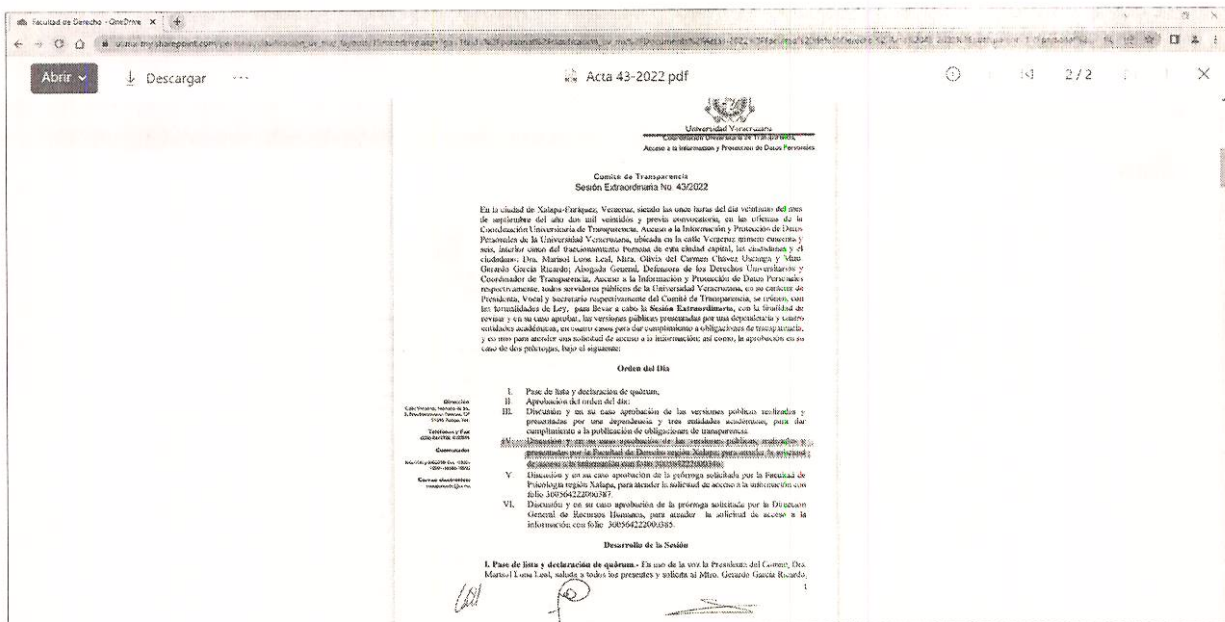 Facultad de Derecho - OneDrive
Abrir
Descargar
Acta 43-2022.pdf
2 / 2
Universidad Veracruzana
Coordinación Universitaria de Transparencia,
Acceso a la Información y Protección de Datos Personales
Comité de Transparencia
Sesión Extraordinaria No. 43/2022
En la ciudad de Xalapa-Enríquez, Veracruz, siendo las once horas del día veintiuno del mes
de septiembre del año dos mil veintidós y previa convocatoria, en las oficinas de la
Coordinación Universitaria de Transparencia, Acceso a la Información y Protección de Datos
Personales de la Universidad Veracruzana, ubicada en la calle Veracruz número cuarenta y
seis, interior cinco del fraccionamiento Pomona de esta ciudad capital, las ciudadanas y el
ciudadano: Dra. Marisol Luna Leal, Mtra. Olivia del Carmen Chávez Uscanga y Mtro.
Gerardo García Ricardo; Abogada General, Defensora de los Derechos Universitarios y
Coordinador de Transparencia, Acceso a la Información y Protección de Datos Personales
respectivamente, todos servidores públicos de la Universidad Veracruzana, en su carácter de
Presidenta, Vocal y Secretario respectivamente del Comité de Transparencia, se reúnen, con
las formalidades de Ley, para llevar a cabo la Sesión Extraordinaria, con la finalidad de
revisar y en su caso aprobar, las versiones públicas presentadas por una dependencia y cuatro
entidades académicas, en cuatro casos para dar cumplimiento a obligaciones de transparencia,
y en uno para atender una solicitud de acceso a la información; así como, la aprobación en su
caso de dos prórrogas, bajo el siguiente:
Orden del Día
I. Pase de lista y declaración de quórum;
II. Aprobación del orden del día;
III. Discusión y en su caso aprobación de las versiones públicas realizadas y
presentadas por una dependencia y tres entidades académicas, para dar
cumplimiento a la publicación de obligaciones de transparencia.
IV. Discusión y en su caso aprobación de las versiones públicas, realizadas y
presentadas por la Facultad de Derecho región Xalapa; para atender la solicitud
de acceso a la información con folio
V. Discusión y en su caso aprobación de la prórroga solicitada por la Facultad de
Psicología región Xalapa, para atender la solicitud de acceso a la información con
folio 300564222000387.
VI. Discusión y en su caso aprobación de la prórroga solicitada por la Dirección
General de Recursos Humanos, para atender la solicitud de acceso a la
información con folio 300564222000385.
Dirección
Teléfonos y Fax
Conmutador
Correo electrónico
Desarrollo de la Sesión
I. Pase de lista y declaración de quórum.- En uso de la voz la Presidente del Comité, Dra.
Marisol Luna Leal, saluda a todos los presentes y solicita al Mtro. Gerardo García Ricardo,
1